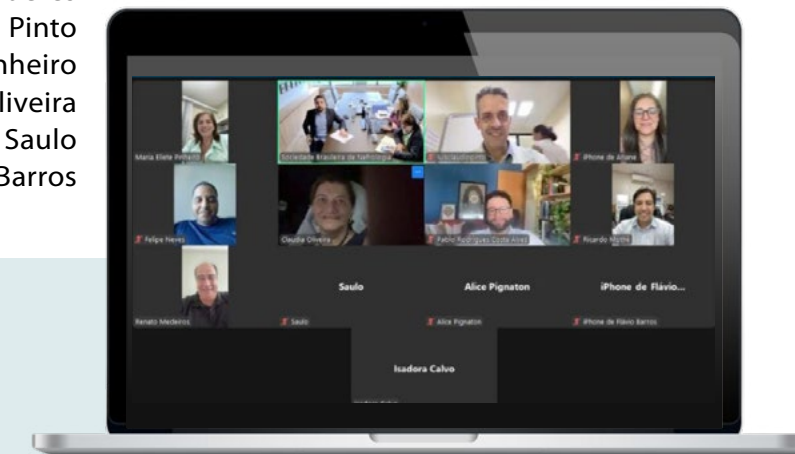 Pinto
nheiro
liveira
Saulo
Barros
Maria Eliete Pinheiro
Sociedade Brasileira de Nefrologia
iPhone de Ailane
Felipe Neves
Claudia Oliveira
Pablo Rodrigues Costa Alves
Ricardo Mothe
Renato Medeiros
Saulo
Saulo
Alice Pignaton
Alice Pignaton
iPhone de Flávio...
iPhone de Flávio Barros
Isadora Calvo